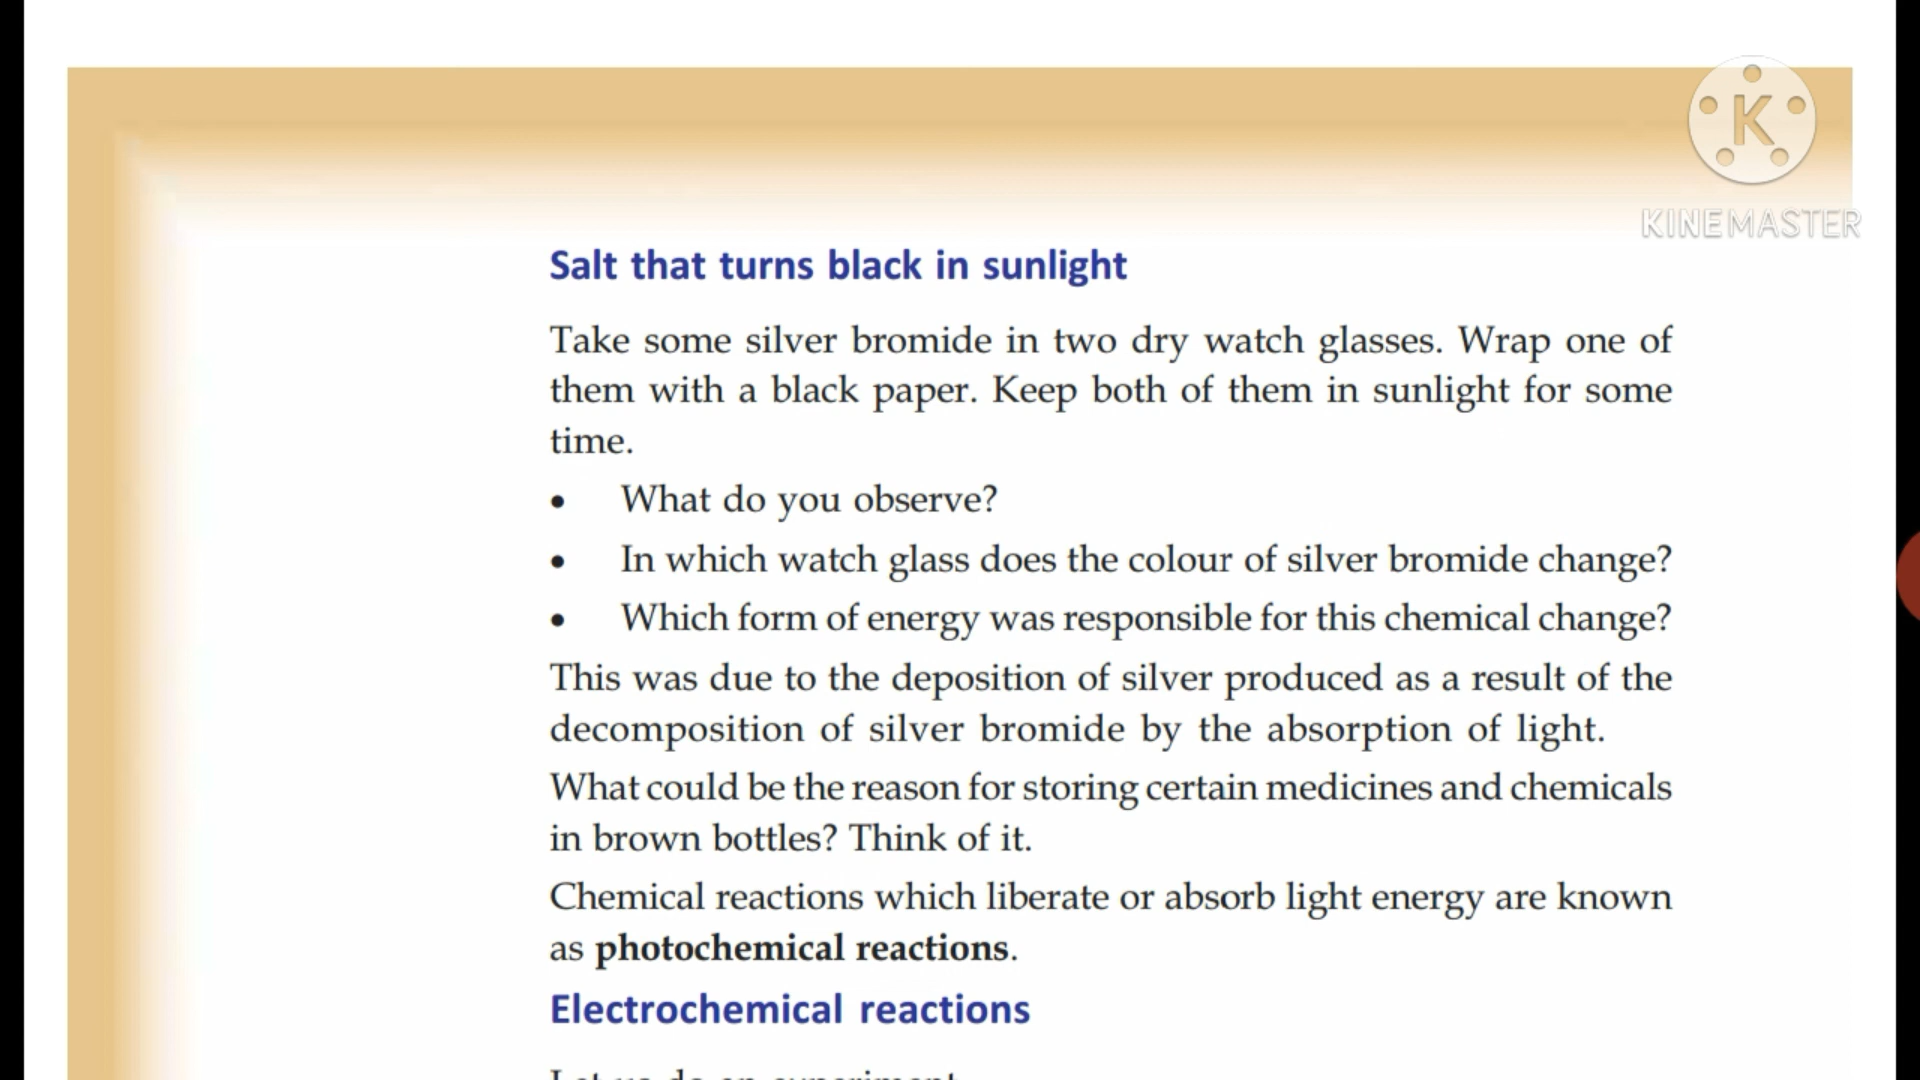 K
KINEMASTER
Salt that turns black in sunlight
Take some silver bromide in two dry watch glasses. Wrap one of
them with a black paper. Keep both of them in sunlight for some
time.
• What do you observe?
• In which watch glass does the colour of silver bromide change?
• Which form of energy was responsible for this chemical change?
This was due to the deposition of silver produced as a result of the
decomposition of silver bromide by the absorption of light.
What could be the reason for storing certain medicines and chemicals
in brown bottles? Think of it.
Chemical reactions which liberate or absorb light energy are known
as photochemical reactions.
Electrochemical reactions
Let us do an experiment